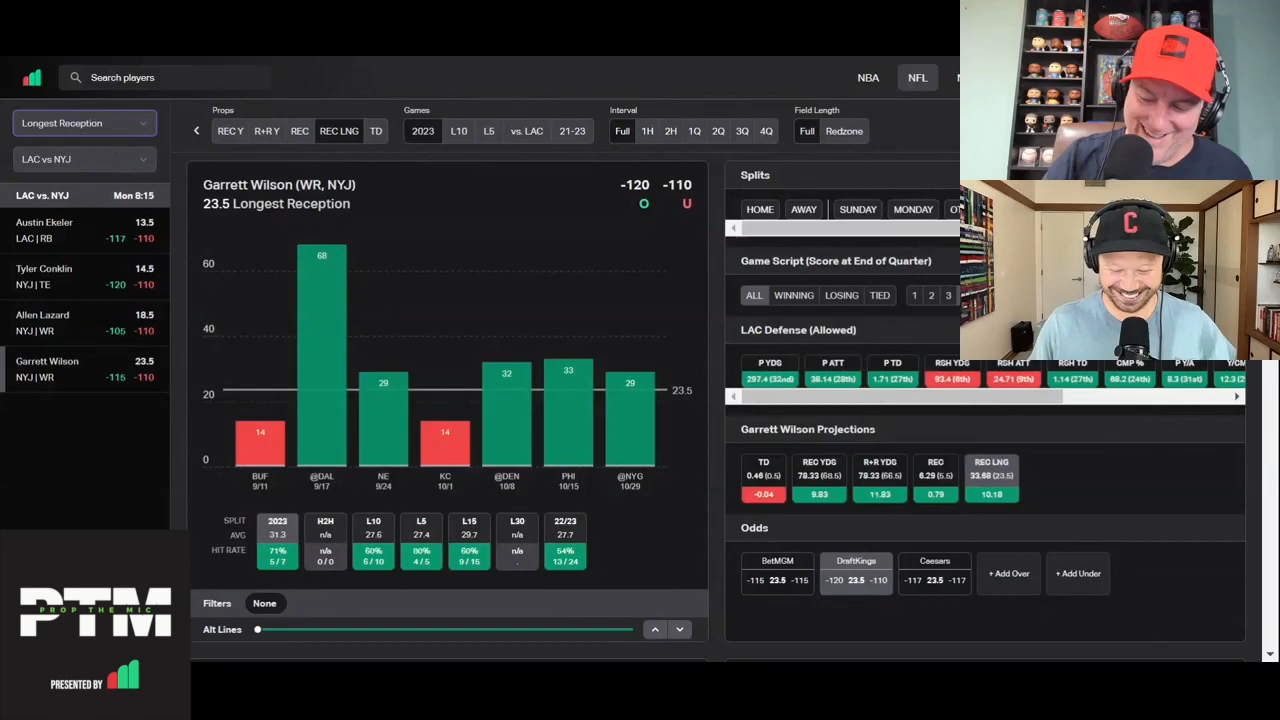 Search players
NBA NFL
Longest Reception
LAC vs NYJ
LAC vs. NYJ Mon 8:15
Austin Ekeler 13.5
LAC | RB -117 -110
Tyler Conklin 14.5
NYJ | TE -120 -110
Allen Lazard 18.5
NYJ | WR -105 -110
Garrett Wilson 23.5
NYJ | WR -115 -110
Props
REC Y R+R Y REC REC LNG TD
Games
2023 L10 L5 vs. LAC 21-23
Interval
Full 1H 2H 1Q 2Q 3Q 4Q
Field Length
Full Redzone
Garrett Wilson (WR, NYJ) -120 -110
23.5 Longest Reception O U
60
40
20
0
14 68 29 14 32 33 29
23.5
BUF @DAL NE KC @DEN PHI @NYG
9/11 9/17 9/24 10/1 10/8 10/15 10/29
SPLIT 2023 H2H L10 L5 L15 L30 22/23
AVG 31.3 n/a 27.6 27.4 29.7 n/a 27.7
HIT RATE 71% n/a 60% 80% 60% n/a 54%
5 / 7 0 / 0 6 / 10 4 / 5 9 / 15 . 13 / 24
Filters None
Alt Lines
Splits
HOME AWAY SUNDAY MONDAY
Game Script (Score at End of Quarter)
ALL WINNING LOSING TIED 1 2 3
LAC Defense (Allowed)
P YDG P ATT P TD RSH YDG RSH ATT RSH TD CMP % P Y/A Y/CM
297.4 (32nd) 38.14 (28th) 1.71 (27th) 93.4 (6th) 24.71 (9th) 1.14 (27th) 68.2 (24th) 8.3 (31st) 12.3 (2
Garrett Wilson Projections
TD REC YDG R+R YDG REC REC LNG
0.46 (0.5) 78.33 (68.5) 78.33 (66.5) 6.29 (5.5) 33.68 (23.5)
-0.04 9.83 11.83 0.79 10.18
Odds
BetMGM DraftKings Caesars + Add Over + Add Under
-115 23.5 -115 -120 23.5 -110 -117 23.5 -117
C
PTM
PROP THE MIC
PRESENTED BY